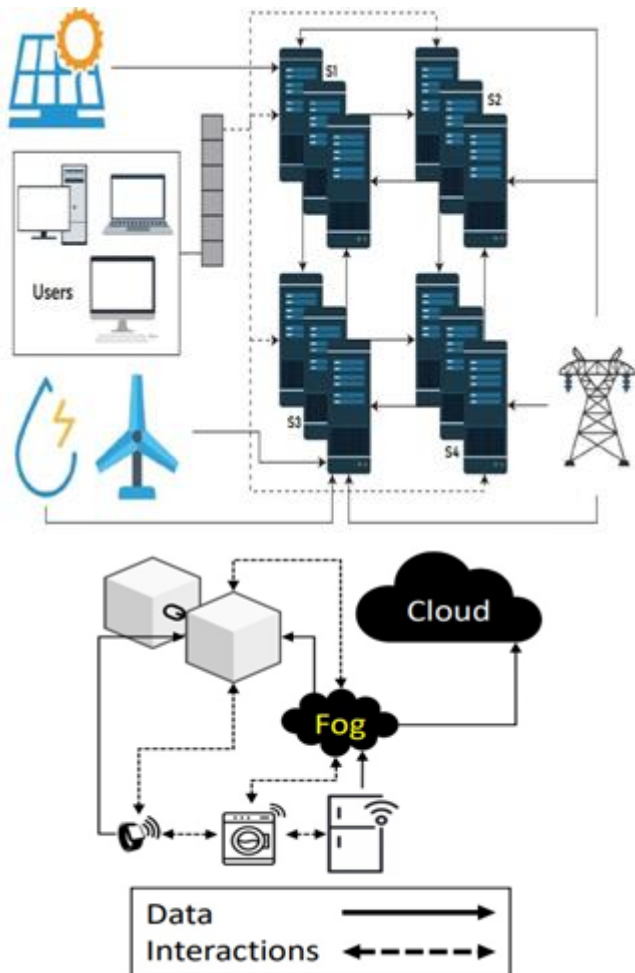 S1
S2
Users
S3
S4
Cloud
Fog
Data
Interactions